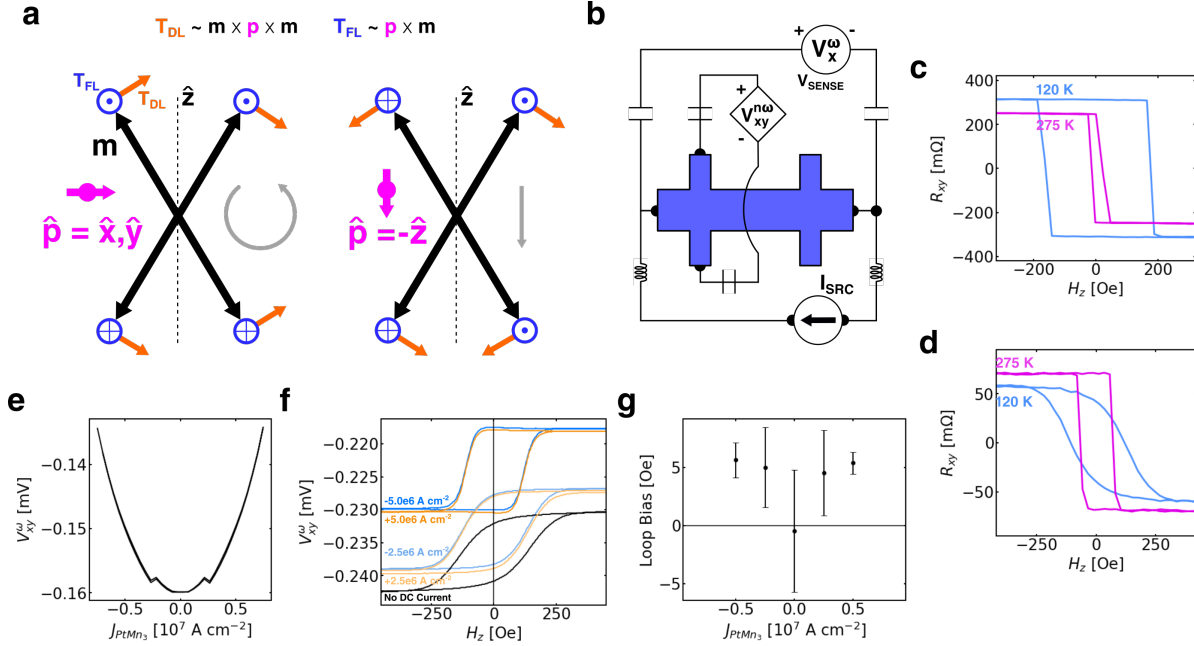 a
T_DL ~ m x p x m
T_FL ~ p x m
T_FL
T_DL
ẑ
m
p̂ = x̂,ŷ
ẑ
p̂ =-ẑ
b
+ V_x^ω -
V_SENSE
+
V_xy^nω
-
I_SRC
c
400
200
0
−200
−400
120 K
275 K
R_xy [mΩ]
−200
0
200
H_z [Oe]
d
275 K
120 K
50
0
−50
R_xy [mΩ]
−250
0
250
H_z [Oe]
e
−0.14
−0.15
−0.16
V_xy^ω [mV]
−0.5
0.0
0.5
J_PtMn₃ [10⁷ A cm⁻²]
f
−0.220
−0.225
−0.230
−0.235
−0.240
V_xy^ω [mV]
-5.0e6 A cm⁻²
+5.0e6 A cm⁻²
-2.5e6 A cm⁻²
+2.5e6 A cm⁻²
No DC Current
−250
0
250
H_z [Oe]
g
5
0
−5
Loop Bias [Oe]
−0.5
0.0
0.5
J_PtMn₃ [10⁷ A cm⁻²]